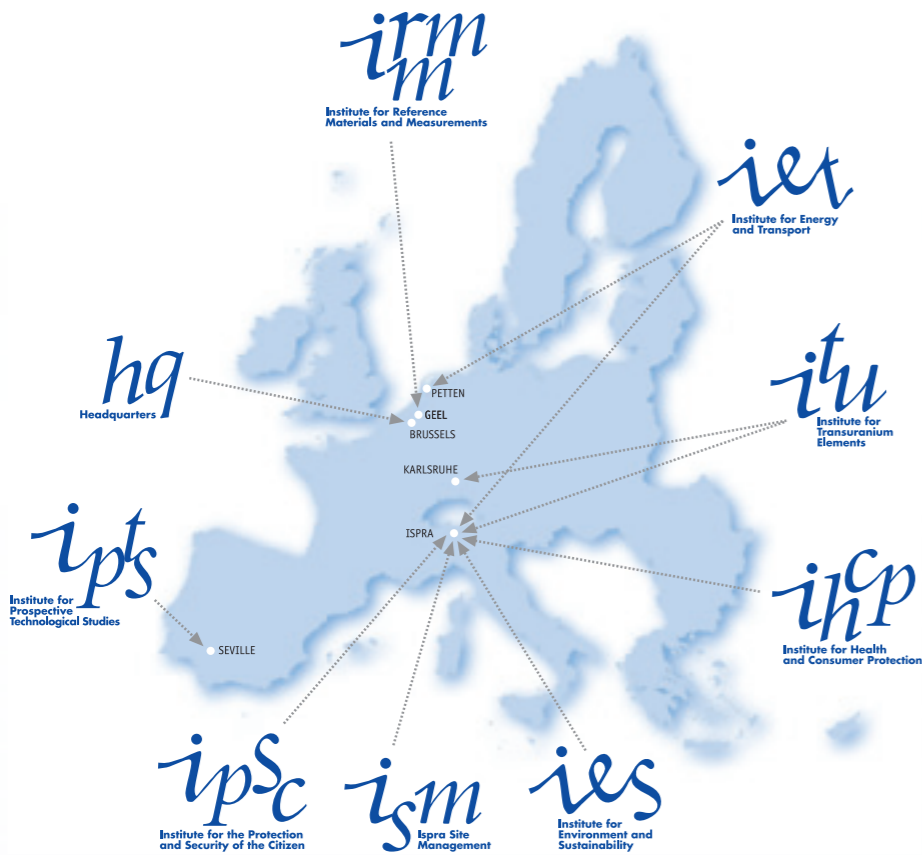 irmm
Institute for Reference
Materials and Measurements
iet
Institute for Energy
and Transport
hq
Headquarters
itu
Institute for
Transuranium
Elements
PETTEN
GEEL
BRUSSELS
KARLSRUHE
ISPRA
ipts
Institute for
Prospective
Technological Studies
SEVILLE
ihcp
Institute for Health
and Consumer Protection
ipsc
Institute for the Protection
and Security of the Citizen
ism
Ispra Site
Management
ies
Institute for
Environment and
Sustainability